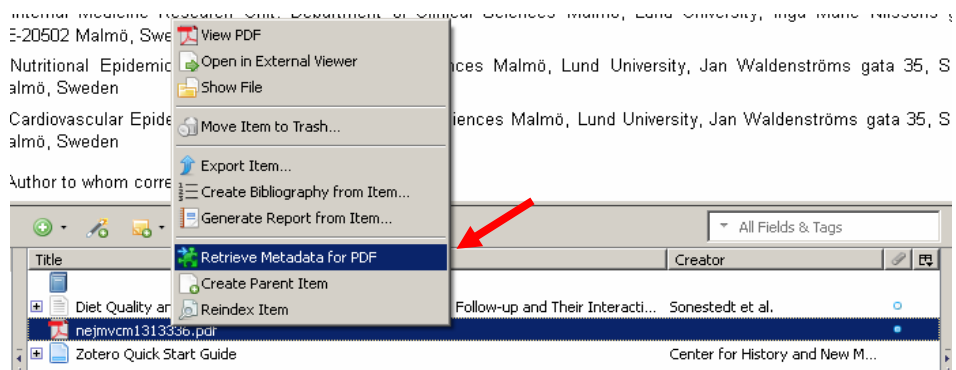 Internal Medicine Research Unit. Department of Clinical Sciences Malmö, Lund University, Inga Marie Nilssons g
E-20502 Malmö, Swe
View PDF
Nutritional Epidemic
nces Malmö, Lund University, Jan Waldenströms gata 35, S
almö, Sweden
Open in External Viewer
Show File
Cardiovascular Epide
iences Malmö, Lund University, Jan Waldenströms gata 35, S
almö, Sweden
Move Item to Trash...
Author to whom corre
Export Item...
Create Bibliography from Item...
Generate Report from Item...
Retrieve Metadata for PDF
Create Parent Item
Reindex Item
All Fields & Tags
Title
Creator
Diet Quality an
Follow-up and Their Interacti...
Sonestedt et al.
nejmvcm1313336.pdf
Zotero Quick Start Guide
Center for History and New M...